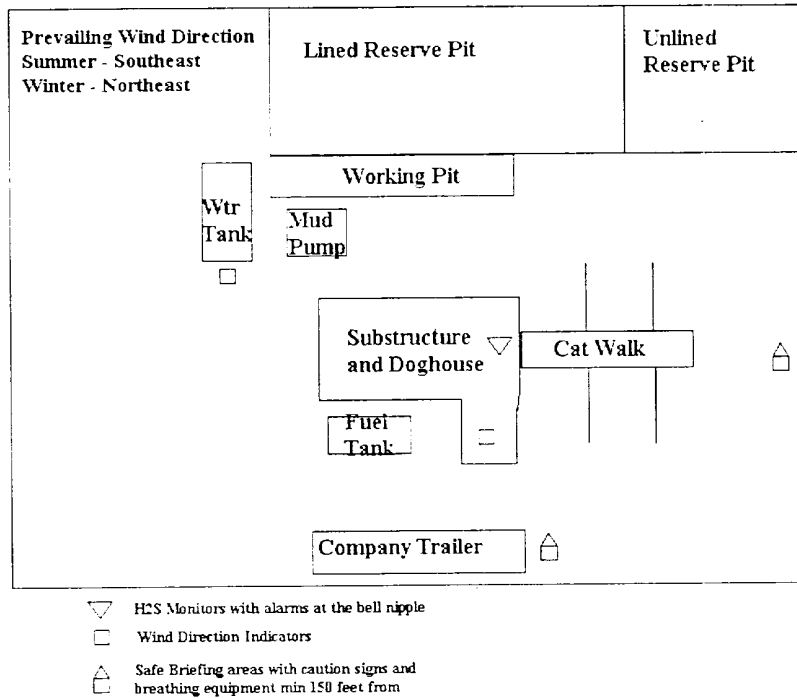 Prevailing Wind Direction
Summer - Southeast
Winter - Northeast
Lined Reserve Pit
Unlined
Reserve Pit
Working Pit
Wtr
Tank
Mud
Pump
Substructure
and Doghouse
Cat Walk
Fuel
Tank
Company Trailer
H2S Monitors with alarms at the bell nipple
Wind Direction Indicators
Safe Briefing areas with caution signs and
breathing equipment min 150 feet from